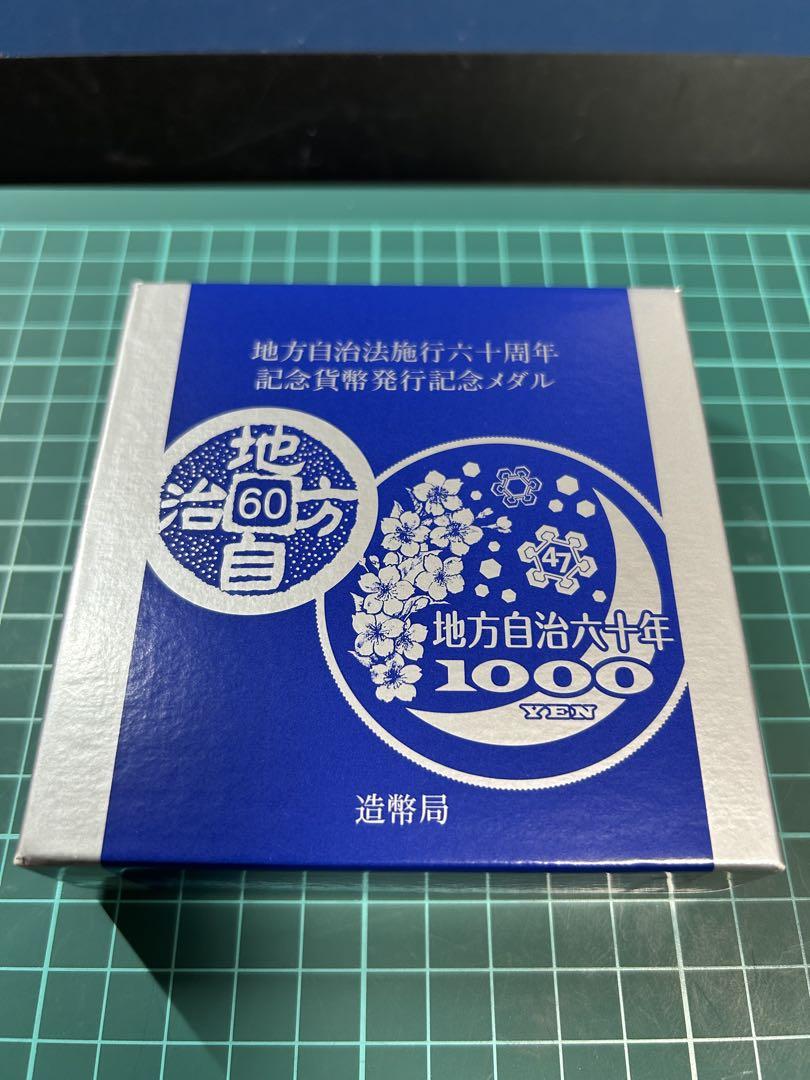 地方自治法施行六十周年
記念貨幣発行記念メダル
地方自治
60
47
地方自治六十年
1000
YEN
造幣局